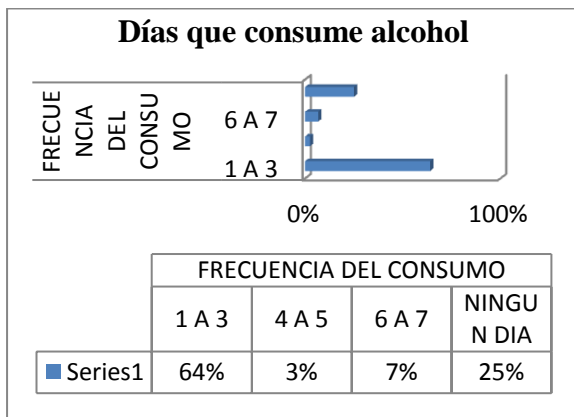 Días que consume alcohol
FRECUE
NCIA
DEL
CONSU
MO
6 A 7
1 A 3
0%
100%
FRECUENCIA DEL CONSUMO
1 A 3
4 A 5
6 A 7
NINGU
N DIA
Series1
64%
3%
7%
25%